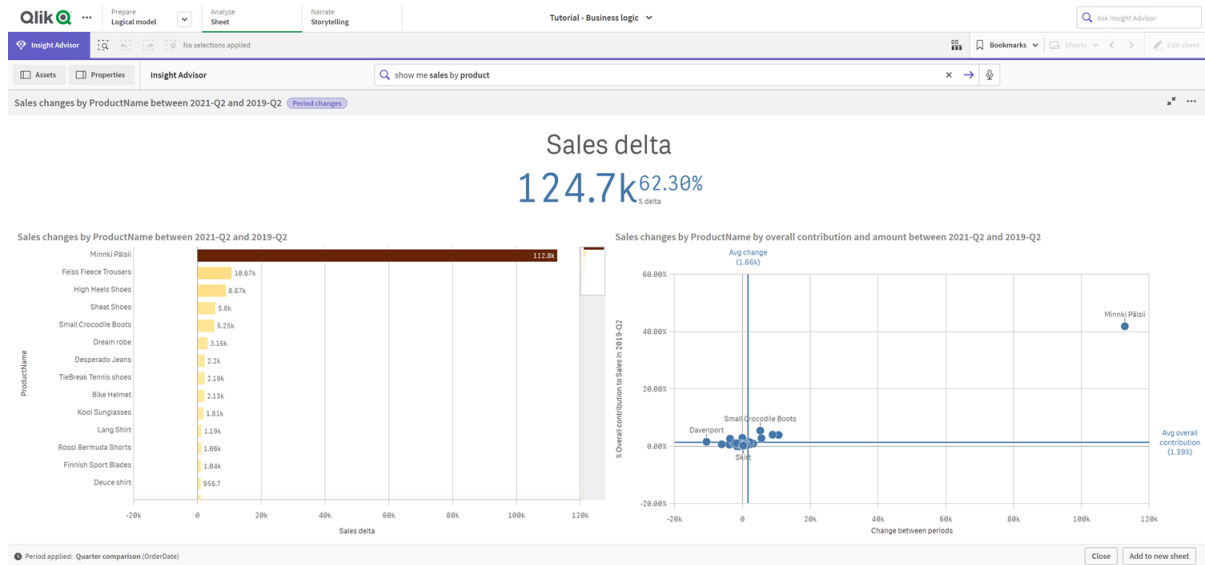 Qlik
Prepare
Logical model
Analyze
Sheet
Narrate
Storytelling
Tutorial - Business logic
Ask Insight Advisor
Insight Advisor
No selections applied
Bookmarks
Sheets
Edit sheet
Assets
Properties
Insight Advisor
show me sales by product
Sales changes by ProductName between 2021-Q2 and 2019-Q2
Period changes
Sales delta
124.7k
62.30%
% delta
Sales changes by ProductName between 2021-Q2 and 2019-Q2
ProductName
Minnki Pälsii
112.8k
Feiss Fleece Trousers
10.67k
High Heels Shoes
8.87k
Sheat Shoes
5.6k
Small Crocodile Boots
5.25k
Dream robe
3.16k
Desperado Jeans
2.2k
TieBreak Tennis shoes
2.19k
Bike Helmet
2.13k
Kool Sunglasses
1.81k
Lang Shirt
1.19k
Rossi Bermuda Shorts
1.06k
Finnish Sport Blades
1.04k
Deuce shirt
956.7
-20k 0 20k 40k 60k 80k 100k 120k
Sales delta
Sales changes by ProductName by overall contribution and amount between 2021-Q2 and 2019-Q2
Avg change
(1.66k)
% Overall contribution to Sales in 2019-Q2
60.00%
40.00%
20.00%
0.00%
-20.00%
Minnki Pälsii
Small Crocodile Boots
Davenport
Skirt
Avg overall
contribution
(1.39%)
-20k 0 20k 40k 60k 80k 100k 120k
Change between periods
Period applied: Quarter comparison (OrderDate)
Close
Add to new sheet